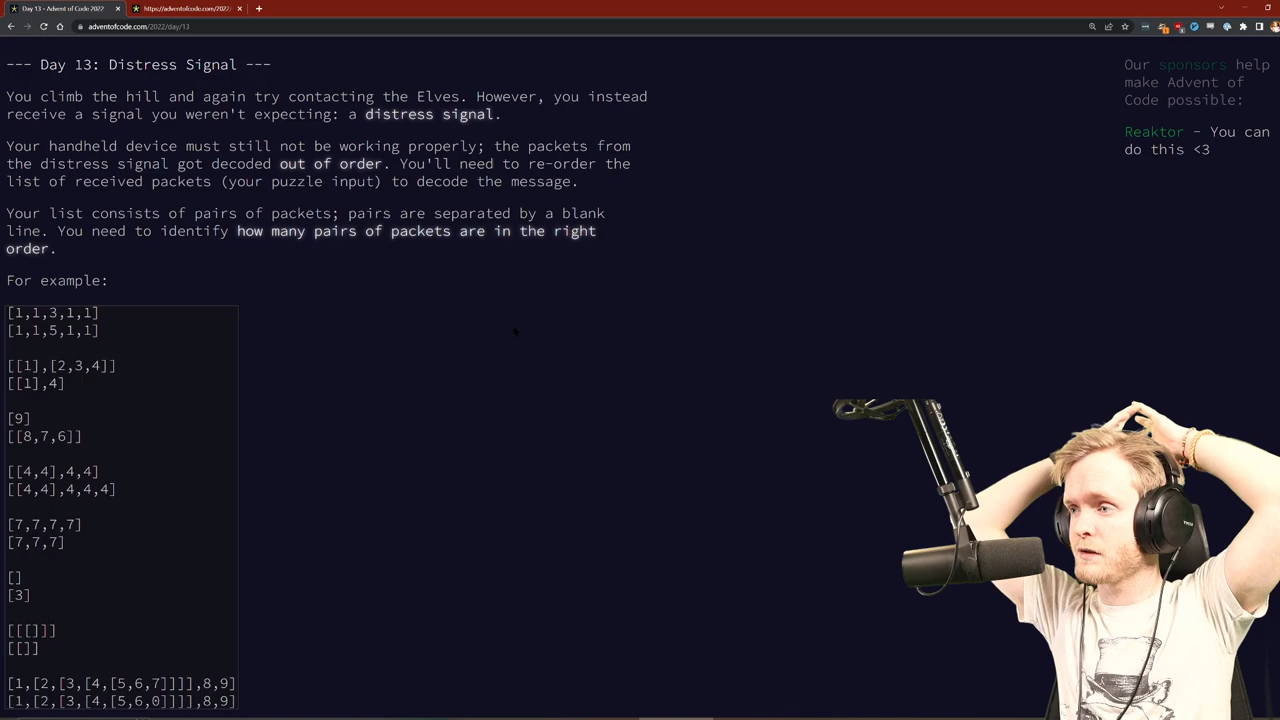 Day 13 - Advent of Code 2022
https://adventofcode.com/2022/
adventofcode.com/2022/day/13
--- Day 13: Distress Signal ---
You climb the hill and again try contacting the Elves. However, you instead
receive a signal you weren't expecting: a distress signal.
Your handheld device must still not be working properly; the packets from
the distress signal got decoded out of order. You'll need to re-order the
list of received packets (your puzzle input) to decode the message.
Your list consists of pairs of packets; pairs are separated by a blank
line. You need to identify how many pairs of packets are in the right
order.
For example:
[1,1,3,1,1]
[1,1,5,1,1]
[[1],[2,3,4]]
[[1],4]
[9]
[[8,7,6]]
[[4,4],4,4]
[[4,4],4,4,4]
[7,7,7,7]
[7,7,7]
[]
[3]
[[[]]]
[[]]
[1,[2,[3,[4,[5,6,7]]]],8,9]
[1,[2,[3,[4,[5,6,0]]]],8,9]
Our sponsors help
make Advent of
Code possible:
Reaktor - You can
do this <3